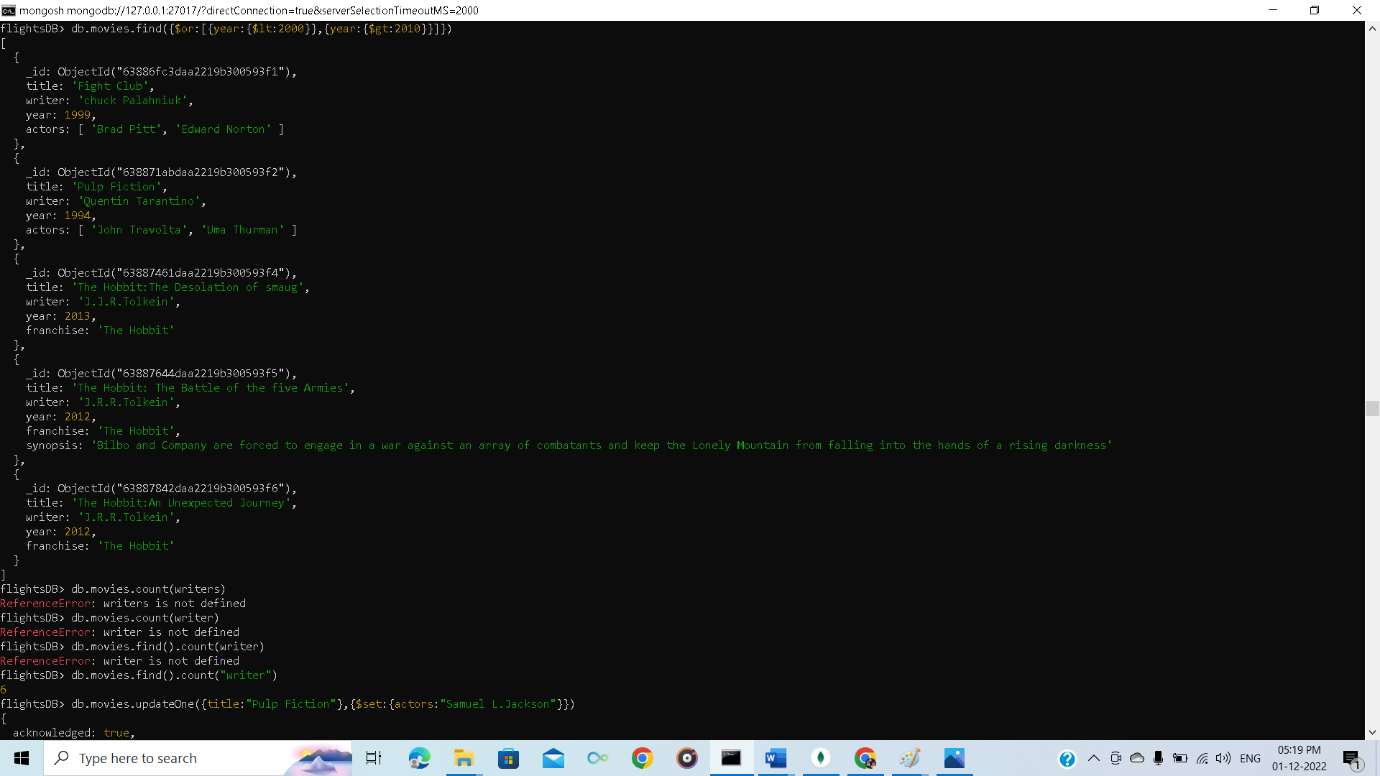 mongosh mongodb://127.0.0.1:27017/?directConnection=true&serverSelectionTimeoutMS=2000
flightsDB> db.movies.find({$or:[{year:{$lt:2000}},{year:{$gt:2010}}]})
[
  {
    _id: ObjectId("63886fc3daa2219b300593f1"),
    title: 'Fight Club',
    writer: 'chuck Palahniuk',
    year: 1999,
    actors: [ 'Brad Pitt', 'Edward Norton' ]
  },
  {
    _id: ObjectId("638871abdaa2219b300593f2"),
    title: 'Pulp Fiction',
    writer: 'Quentin Tarantino',
    year: 1994,
    actors: [ 'John Travolta', 'Uma Thurman' ]
  },
  {
    _id: ObjectId("63887461daa2219b300593f4"),
    title: 'The Hobbit:The Desolation of smaug',
    writer: 'J.J.R.Tolkein',
    year: 2013,
    franchise: 'The Hobbit'
  },
  {
    _id: ObjectId("63887644daa2219b300593f5"),
    title: 'The Hobbit: The Battle of the five Armies',
    writer: 'J.R.R.Tolkein',
    year: 2012,
    franchise: 'The Hobbit',
    synopsis: 'Bilbo and Company are forced to engage in a war against an array of combatants and keep the Lonely Mountain from falling into the hands of a rising darkness'
  },
  {
    _id: ObjectId("63887842daa2219b300593f6"),
    title: 'The Hobbit:An Unexpected Journey',
    writer: 'J.R.R.Tolkein',
    year: 2012,
    franchise: 'The Hobbit'
  }
]
flightsDB> db.movies.count(writers)
ReferenceError: writers is not defined
flightsDB> db.movies.count(writer)
ReferenceError: writer is not defined
flightsDB> db.movies.find().count(writer)
ReferenceError: writer is not defined
flightsDB> db.movies.find().count("writer")
6
flightsDB> db.movies.updateOne({title:"Pulp Fiction"},{$set:{actors:"Samuel L.Jackson"}})
{
  acknowledged: true,
Type here to search
ENG
05:19 PM
01-12-2022
1